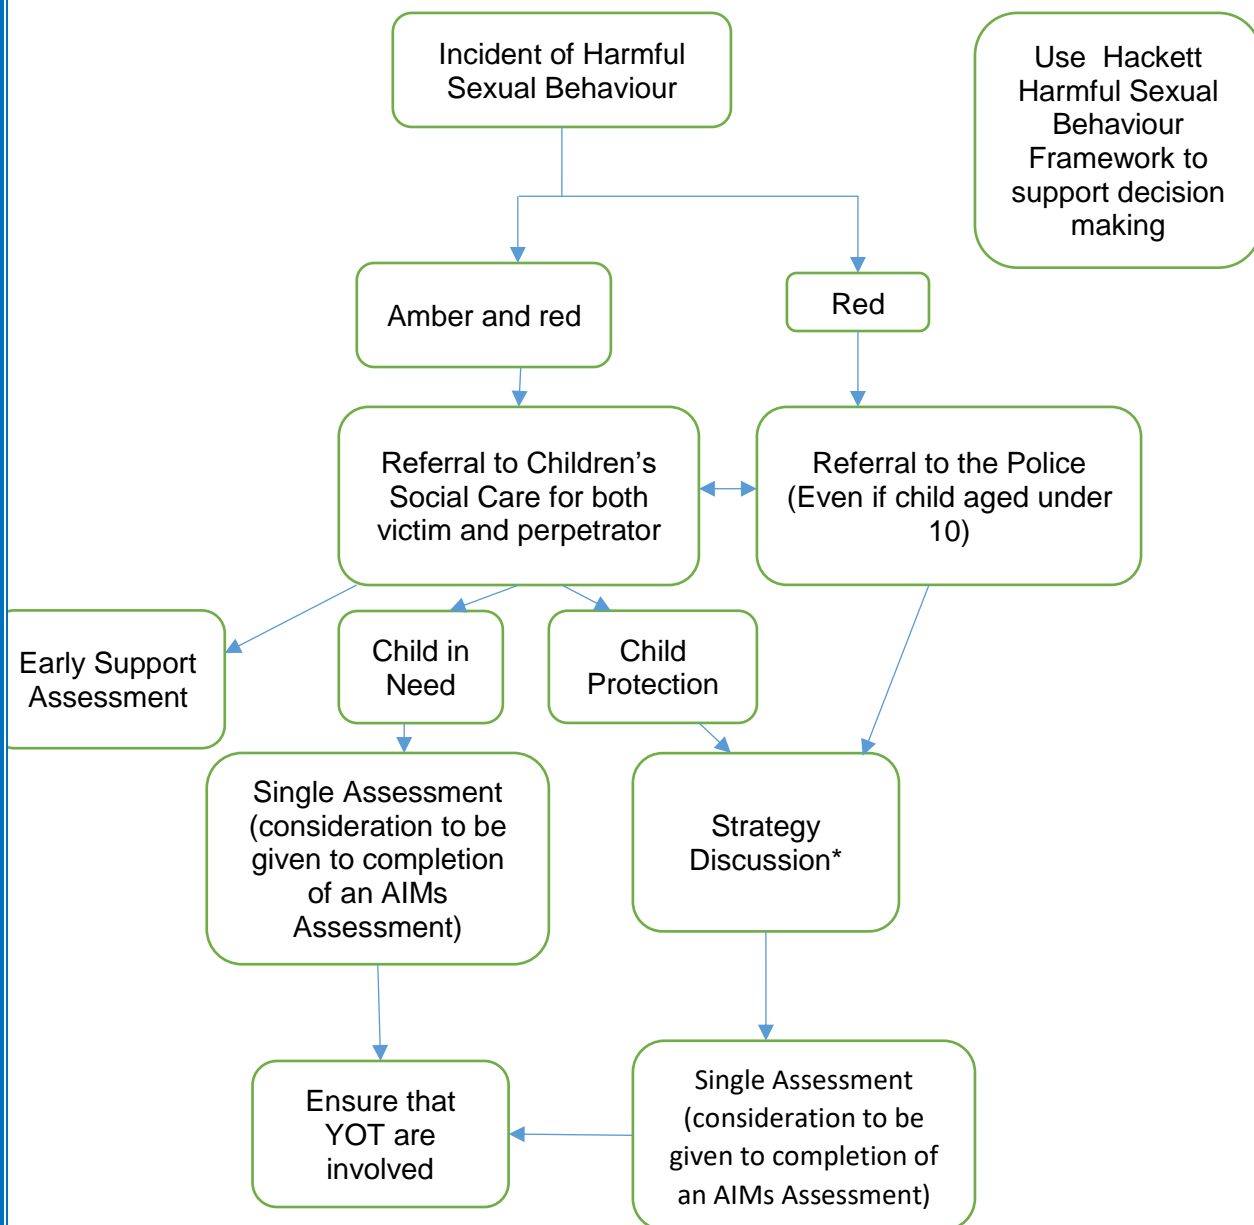 Incident of Harmful
Sexual Behaviour
Use Hackett
Harmful Sexual
Behaviour
Framework to
support decision
making
Amber and red
Red
Referral to Children’s
Social Care for both
victim and perpetrator
Referral to the Police
(Even if child aged under
10)
Early Support
Assessment
Child in
Need
Child
Protection
Single Assessment
(consideration to be
given to completion
of an AIMs
Assessment)
Strategy
Discussion*
Ensure that
YOT are
involved
Single Assessment
(consideration to be
given to completion of
an AIMs Assessment)